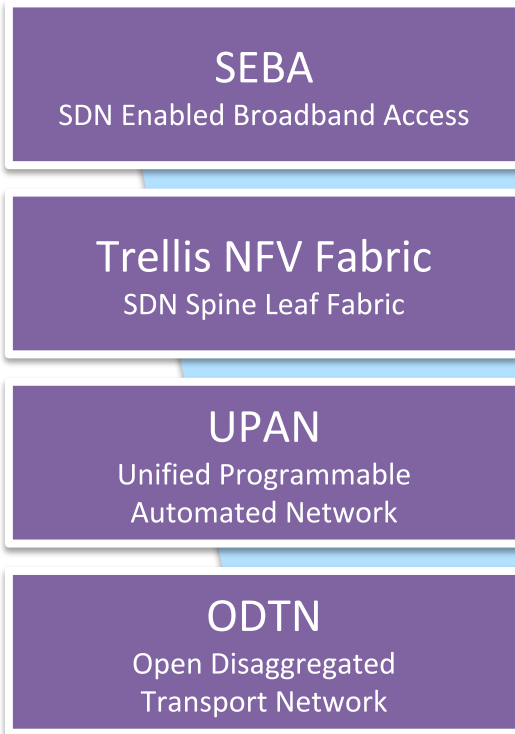 SEBA
SDN Enabled Broadband Access
Trellis NFV Fabric
SDN Spine Leaf Fabric
UPAN
Unified Programmable
Automated Network
ODTN
Open Disaggregated
Transport Network